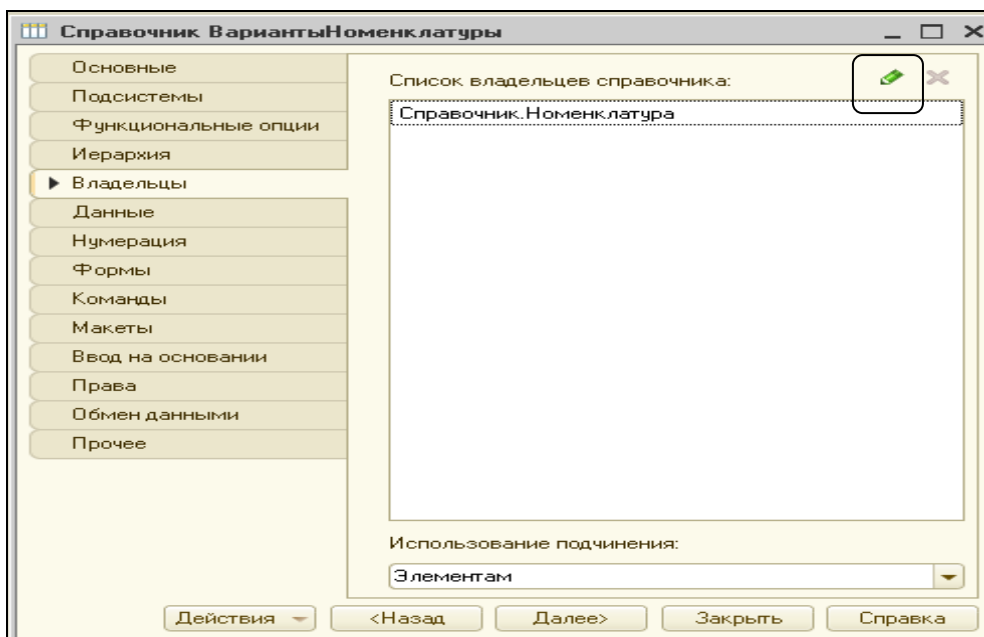 Справочник ВариантыНоменклатуры
Основные
Подсистемы
Функциональные опции
Иерархия
Владельцы
Данные
Нумерация
Формы
Команды
Макеты
Ввод на основании
Права
Обмен данными
Прочее
Список владельцев справочника:
Справочник.Номенклатура
Использование подчинения:
Элементам
Действия
<Назад
Далее>
Закрыть
Справка